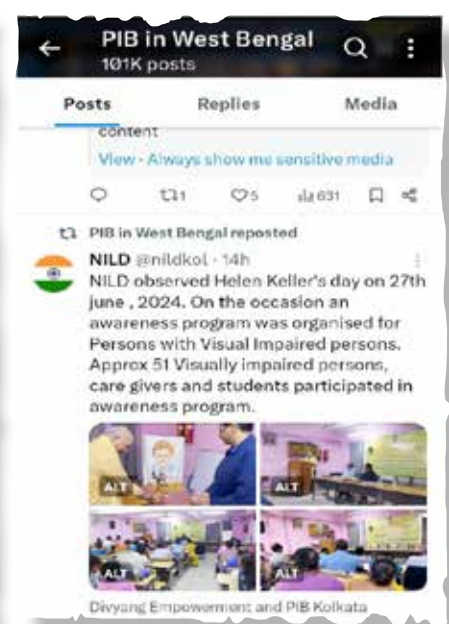 PIB in West Bengal
101K posts
Posts Replies Media
content
View - Always show me sensitive media
1 5 631
PIB in West Bengal reposted
NILD @nildkol · 14h
NILD observed Helen Keller's day on 27th
june , 2024. On the occasion an
awareness program was organised for
Persons with Visual Impaired persons.
Approx 51 Visually impaired persons,
care givers and students participated in
awareness program.
ALT ALT
ALT ALT
Divyang Empowerment and PIB Kolkata